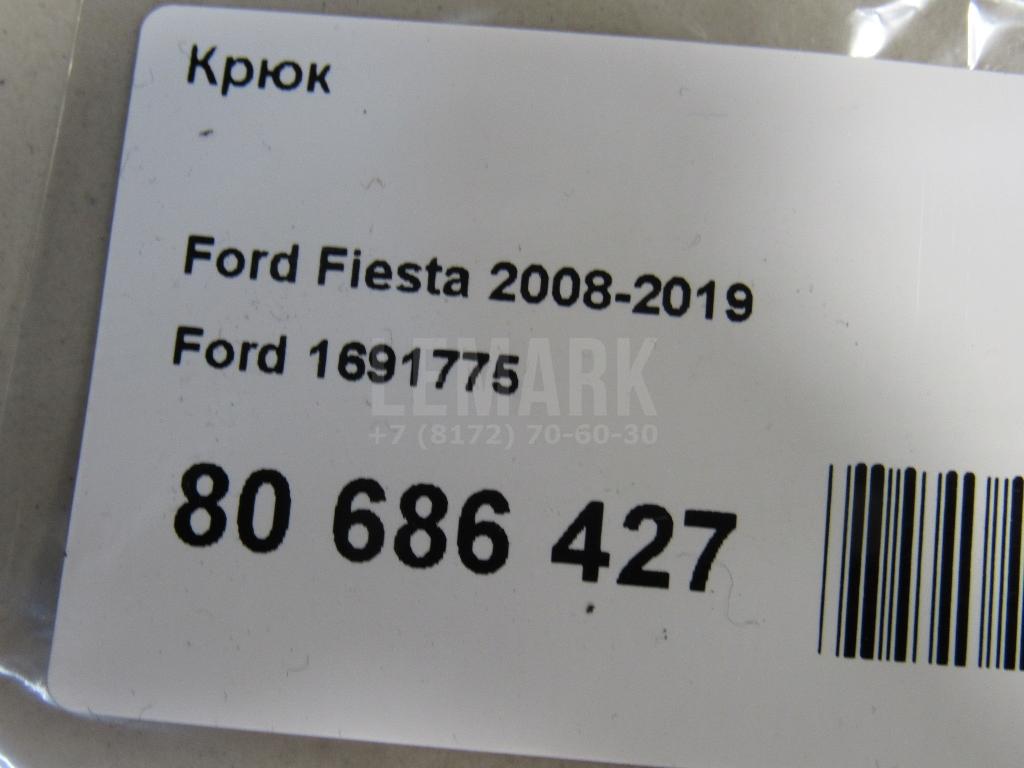 Крюк
Ford Fiesta 2008-2019
Ford 1691775
LEMARK
+7 (8172) 70-60-30
80 686 427